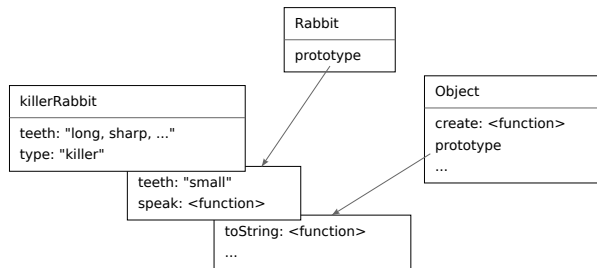 Rabbit
prototype
killerRabbit
teeth: "long, sharp, ..."
type: "killer"
Object
create: <function>
prototype
...
teeth: "small"
speak: <function>
toString: <function>
...